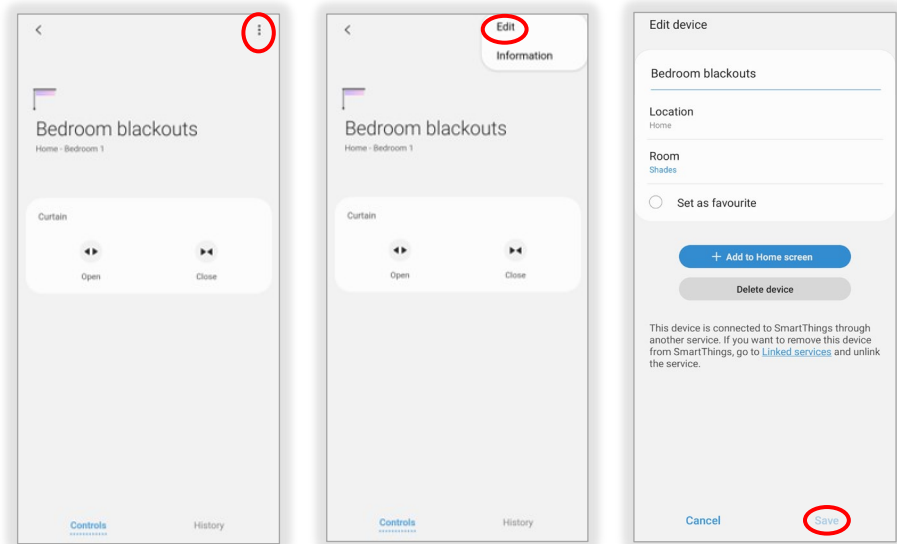 Bedroom blackouts
Home - Bedroom 1
Curtain
Open
Close
Controls
History
Edit
Information
Bedroom blackouts
Home - Bedroom 1
Curtain
Open
Close
Controls
History
Edit device
Bedroom blackouts
Location
Home
Room
Shades
Set as favourite
+ Add to Home screen
Delete device
This device is connected to SmartThings through
another service. If you want to remove this device
from SmartThings, go to Linked services and unlink
the service.
Cancel
Save